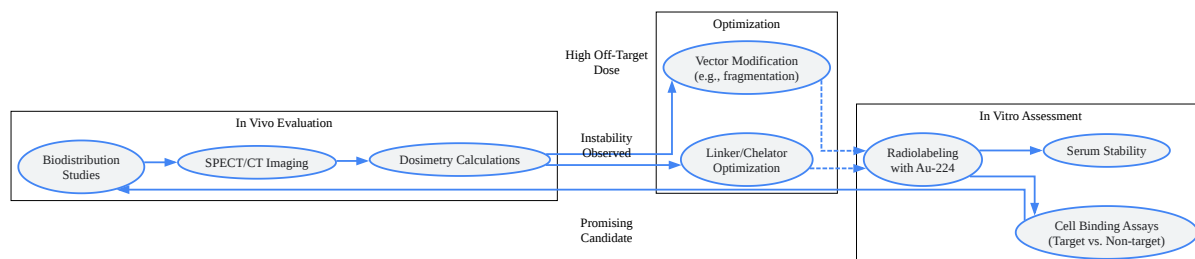 In Vivo Evaluation
Biodistribution
Studies
SPECT/CT Imaging
Dosimetry Calculations
High Off-Target
Dose
Instability
Observed
Promising
Candidate
Optimization
Vector Modification
(e.g., fragmentation)
Linker/Chelator
Optimization
In Vitro Assessment
Radiolabeling
with Au-224
Serum Stability
Cell Binding Assays
(Target vs. Non-target)